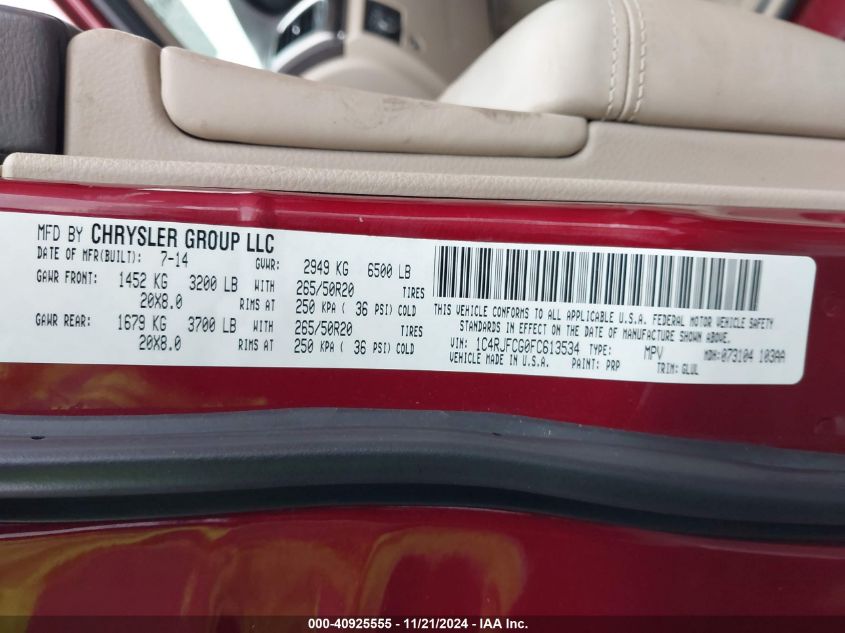 MFD BY CHRYSLER GROUP LLC
DATE OF MFR(BUILT): 7-14 GVWR: 2949 KG 6500 LB
GAWR FRONT: 1452 KG 3200 LB WITH 265/50R20 TIRES
20X8.0 RIMS AT 250 KPA ( 36 PSI) COLD
GAWR REAR: 1679 KG 3700 LB WITH 265/50R20 TIRES
20X8.0 RIMS AT 250 KPA ( 36 PSI) COLD
THIS VEHICLE CONFORMS TO ALL APPLICABLE U.S.A. FEDERAL MOTOR VEHICLE SAFETY
STANDARDS IN EFFECT ON THE DATE OF MANUFACTURE SHOWN ABOVE.
VIN: 1C4RJFCG0FC613534 TYPE: MPV MDH:073104 103AA
VEHICLE MADE IN U.S.A. PAINT: PRP TRIM: GLUL
000-40925555 - 11/21/2024 - IAA Inc.